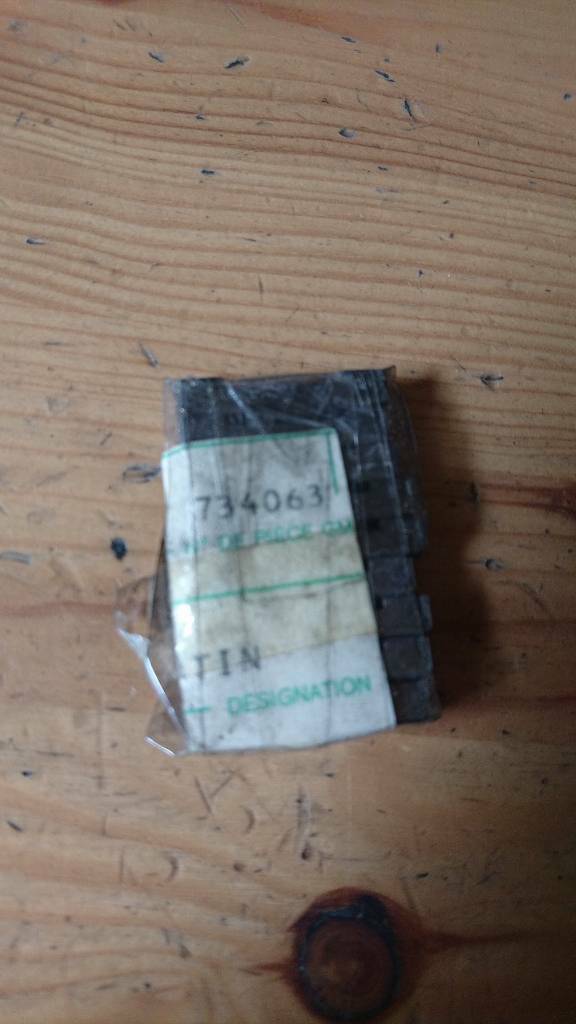 734063
N° DE PIECE GM
TIN
DESIGNATION